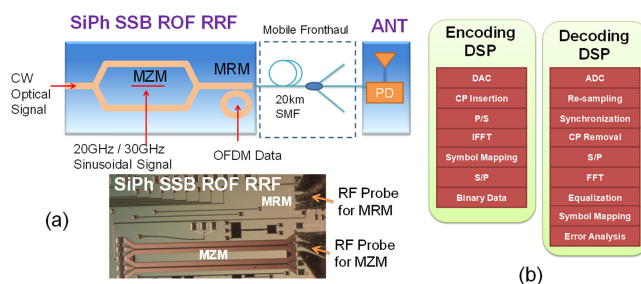 SiPh SSB ROF RRF
Mobile Fronthaul
ANT
MZM
MRM
CW
Optical
Signal
20km
SMF
PD
20GHz / 30GHz
Sinusoidal Signal
OFDM Data
SiPh SSB ROF RRF
MRM
MZM
RF Probe
for MRM
RF Probe
for MZM
(a)
Encoding
DSP
DAC
CP Insertion
P/S
IFFT
Symbol Mapping
S/P
Binary Data
Decoding
DSP
ADC
Re-sampling
Synchronization
CP Removal
S/P
FFT
Equalization
Symbol Mapping
Error Analysis
(b)